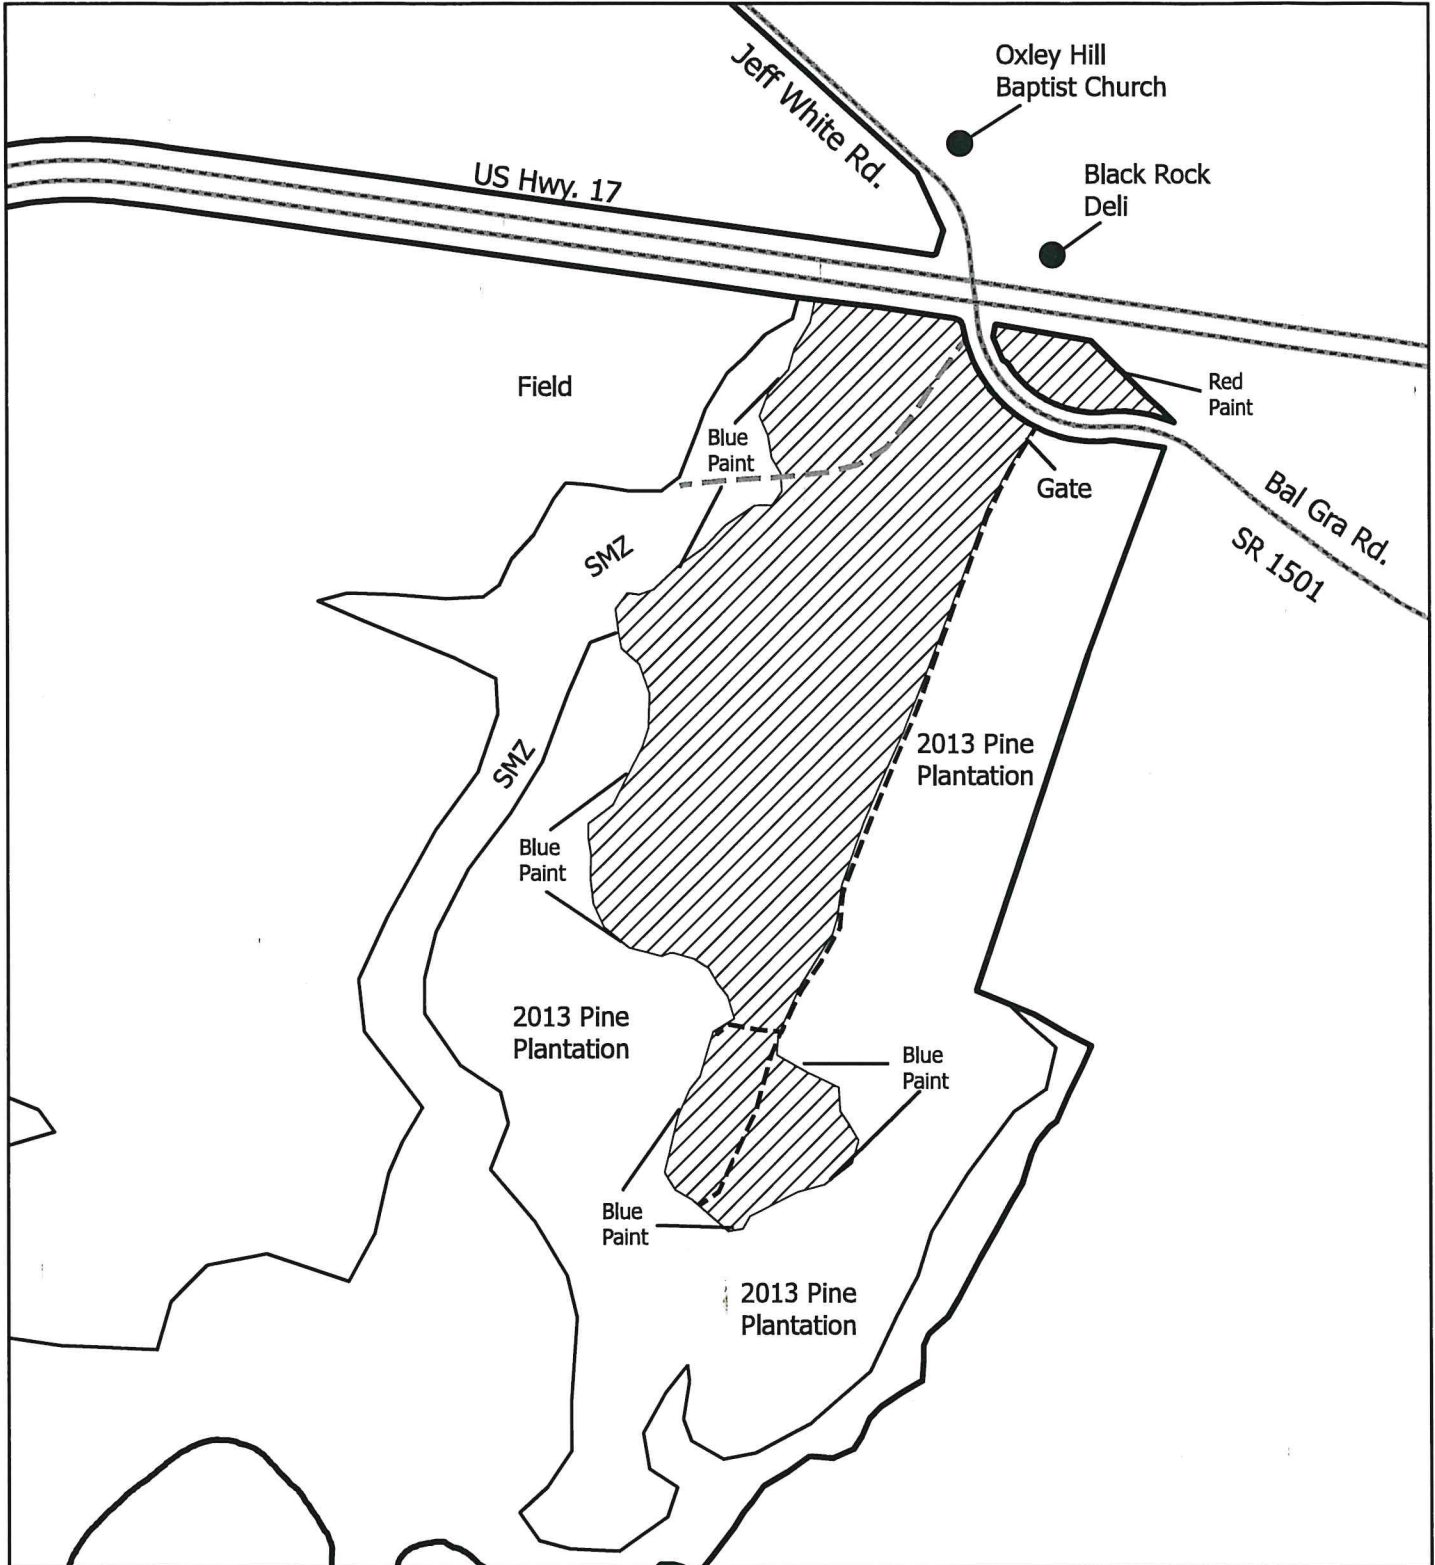 Oxley Hill
Baptist Church
Jeff White Rd.
Black Rock
Deli
US Hwy. 17
Field
Red
Paint
Blue
Paint
Gate
Bal Gra Rd.
SR 1501
SMZ
2013 Pine
Plantation
SMZ
Blue
Paint
2013 Pine
Plantation
Blue
Paint
Blue
Paint
2013 Pine
Plantation